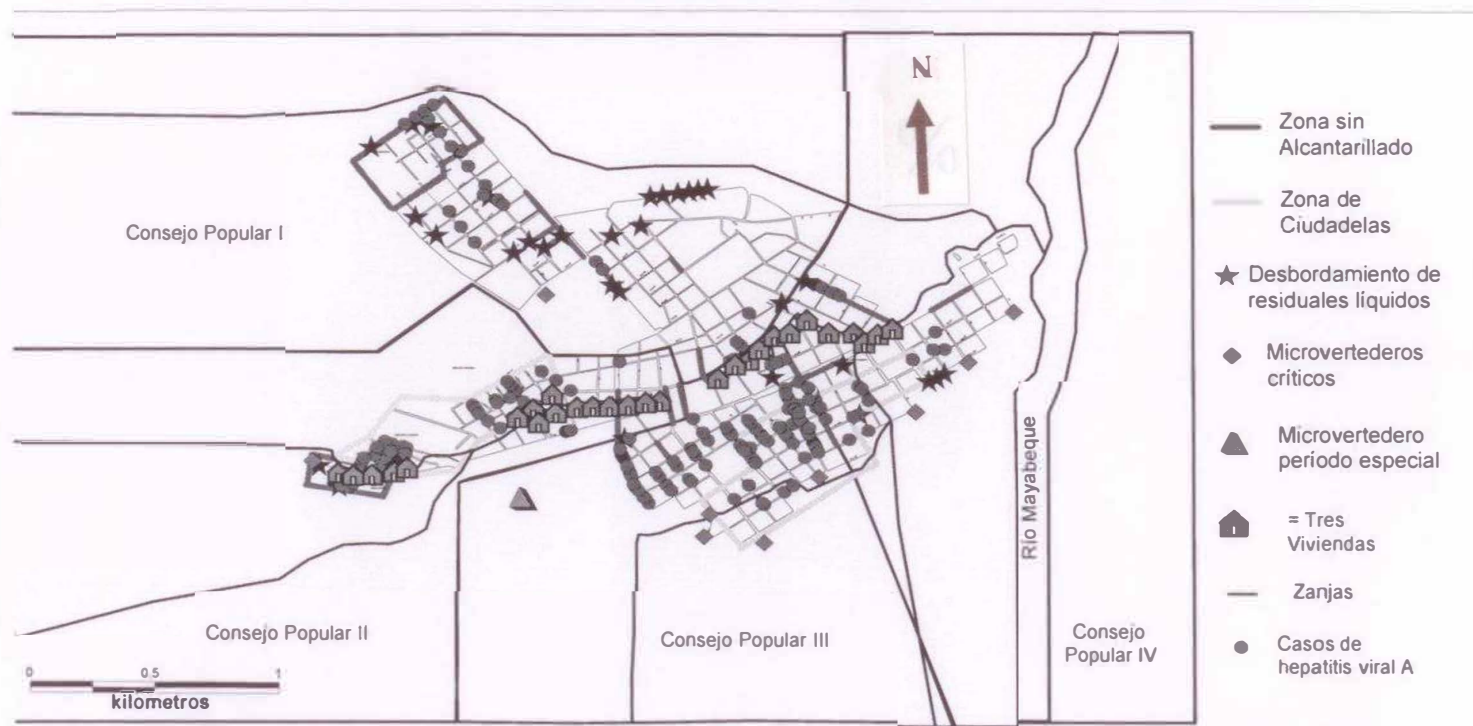 N
Consejo Popular I
Consejo Popular II
Consejo Popular III
Consejo
Popular IV
Río Mayabeque
0 0.5 1
kilometros
Zona sin
Alcantarillado
Zona de
Ciudadelas
Desbordamiento de
residuales líquidos
Microvertederos
críticos
Microvertedero
período especial
= Tres
Viviendas
Zanjas
Casos de
hepatitis viral A